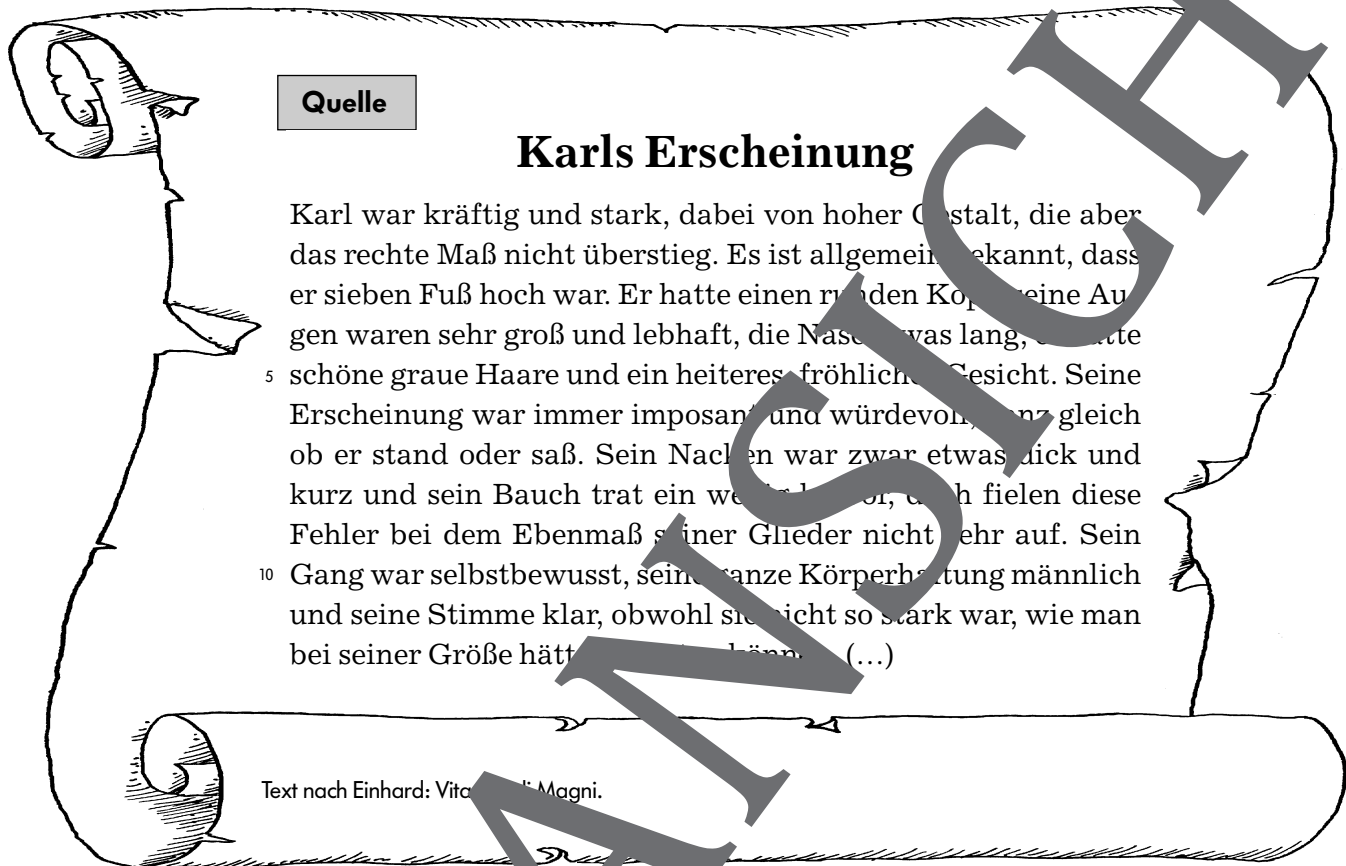 Quelle
Karls Erscheinung
Karl war kräftig und stark, dabei von hoher Gestalt, die aber
das rechte Maß nicht überstieg. Es ist allgemein bekannt, dass
er sieben Fuß hoch war. Er hatte einen runden Kopf, seine Au-
gen waren sehr groß und lebhaft, die Nase etwas lang, er hatte
5 schöne graue Haare und ein heiteres, fröhliches Gesicht. Seine
Erscheinung war immer imposant und würdevoll, ganz gleich
ob er stand oder saß. Sein Nacken war zwar etwas dick und
kurz und sein Bauch trat ein wenig hervor, doch fielen diese
Fehler bei dem Ebenmaß seiner Glieder nicht sehr auf. Sein
10 Gang war selbstbewusst, seine ganze Körperhaltung männlich
und seine Stimme klar, obwohl sie nicht so stark war, wie man
bei seiner Größe hätte können. (…)
Text nach Einhard: Vita Magni.
ANSICH